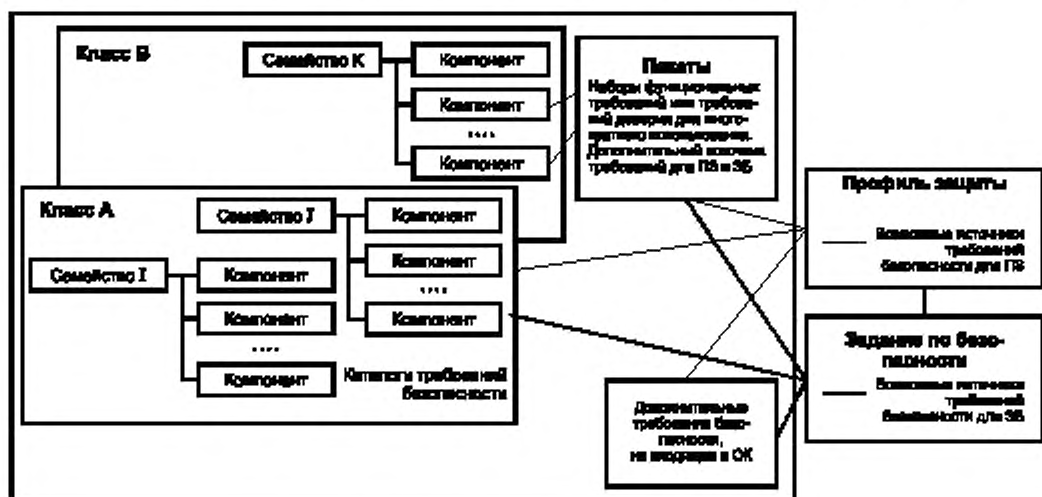 Класс B
Семейство K
Компонент
Компонент
....
Компонент
Пакеты
Наборы функциональных
требований или требова-
ний доверия для много-
кратного использования.
Дополнительный источник
требований для ПЗ и ЗБ
Класс A
Семейство J
Компонент
Компонент
....
Компонент
Семейство I
Компонент
Компонент
....
Компонент
Каталоги требований
безопасности
Дополнительные
требования безо-
пасности,
не входящие в ОК
Профиль защиты
Возможные источники
требований
безопасности для ПЗ
Задание по безо-
пасности
Возможные источники
требований
безопасности для ЗБ